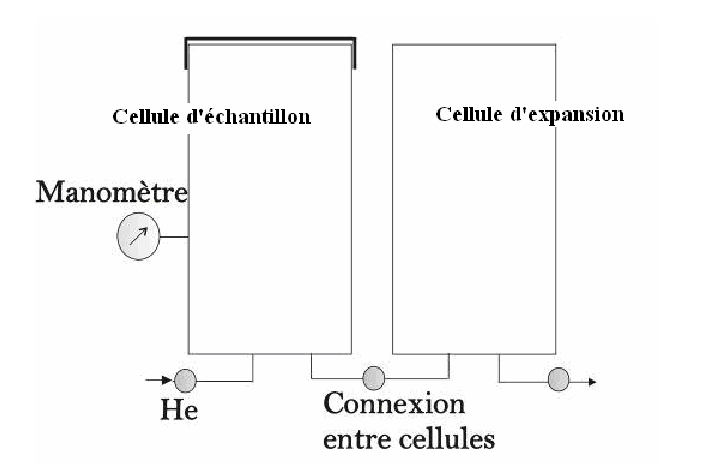 Cellule d'échantillon
Cellule d'expansion
Manomètre
He
Connexion
entre cellules